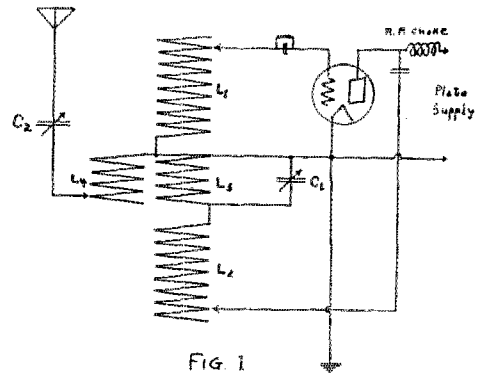 R.F. CHOKE
L1
Plate
Supply
C2
L4
L3
C1
L2
FIG. 1